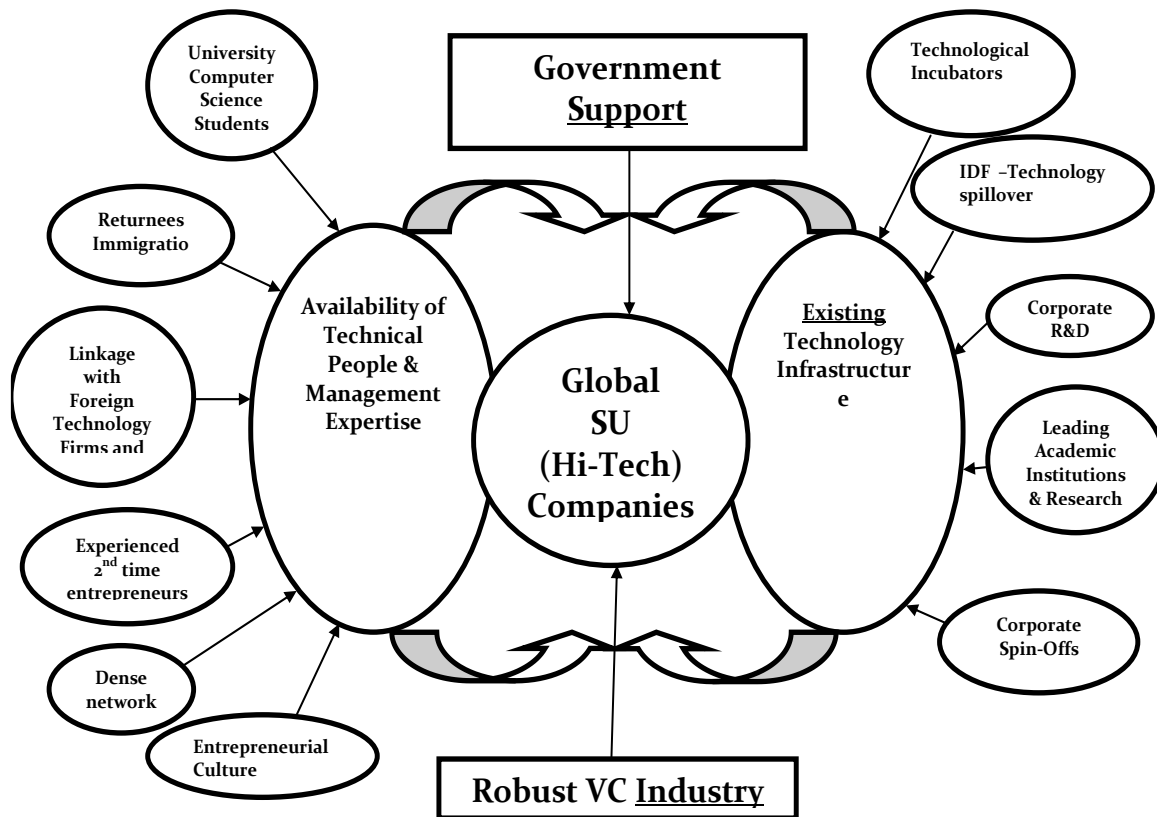 University
Computer
Science
Students
Government
Support
Technological
Incubators
IDF –Technology
spillover
Returnees
Immigratio
Availability of
Technical
People &
Management
Expertise
Existing
Technology
Infrastructur
e
Corporate
R&D
Linkage
with
Foreign
Technology
Firms and
Global
SU
(Hi-Tech)
Companies
Leading
Academic
Institutions
& Research
Experienced
2nd time
entrepreneurs
Corporate
Spin-Offs
Dense
network
Entrepreneurial
Culture
Robust VC Industry